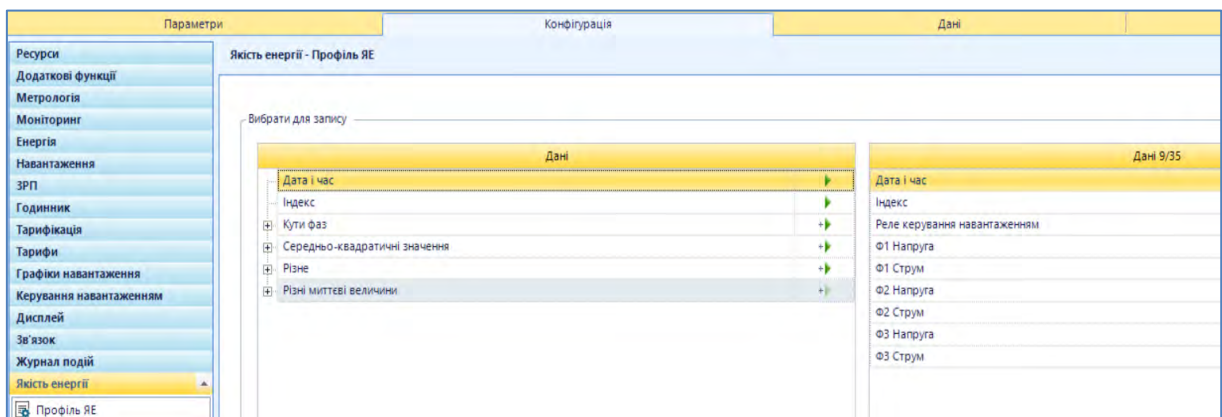 Параметри
Конфігурація
Дані
Ресурси
Додаткові функції
Метрологія
Моніторинг
Енергія
Навантаження
ЗРП
Годинник
Тарифікація
Тарифи
Графіки навантаження
Керування навантаженням
Дисплей
Зв'язок
Журнал подій
Якість енергії
Профіль ЯЕ
Якість енергії - Профіль ЯЕ
Вибрати для запису
Дані
Дата і час
Індекс
Кути фаз
Середньо-квадратичні значення
Різне
Різні миттєві величини
Дані 9/35
Дата і час
Індекс
Реле керування навантаженням
Ф1 Напруга
Ф1 Струм
Ф2 Напруга
Ф2 Струм
Ф3 Напруга
Ф3 Струм